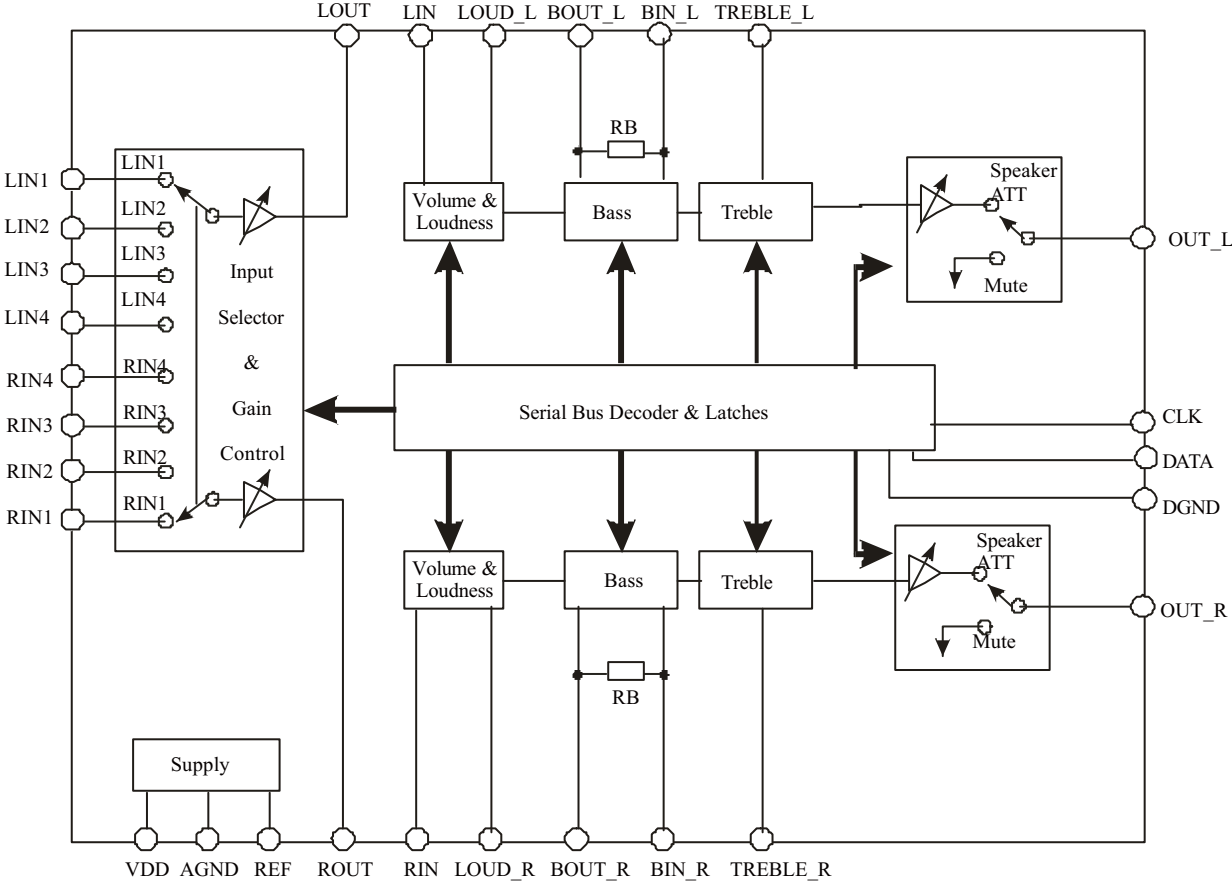 LOUT LIN LOUD_L BOUT_L BIN_L TREBLE_L
RB
LIN1
LIN1
LIN2
LIN2
LIN3
LIN3
LIN4
LIN4
RIN4
RIN4
RIN3
RIN3
RIN2
RIN2
RIN1
RIN1
Input
Selector
&
Gain
Control
Volume &
Loudness
Bass
Treble
Speaker
ATT
Mute
OUT_L
Serial Bus Decoder & Latches
CLK
DATA
DGND
Volume &
Loudness
Bass
Treble
Speaker
ATT
Mute
OUT_R
RB
Supply
VDD AGND REF ROUT RIN LOUD_R BOUT_R BIN_R TREBLE_R